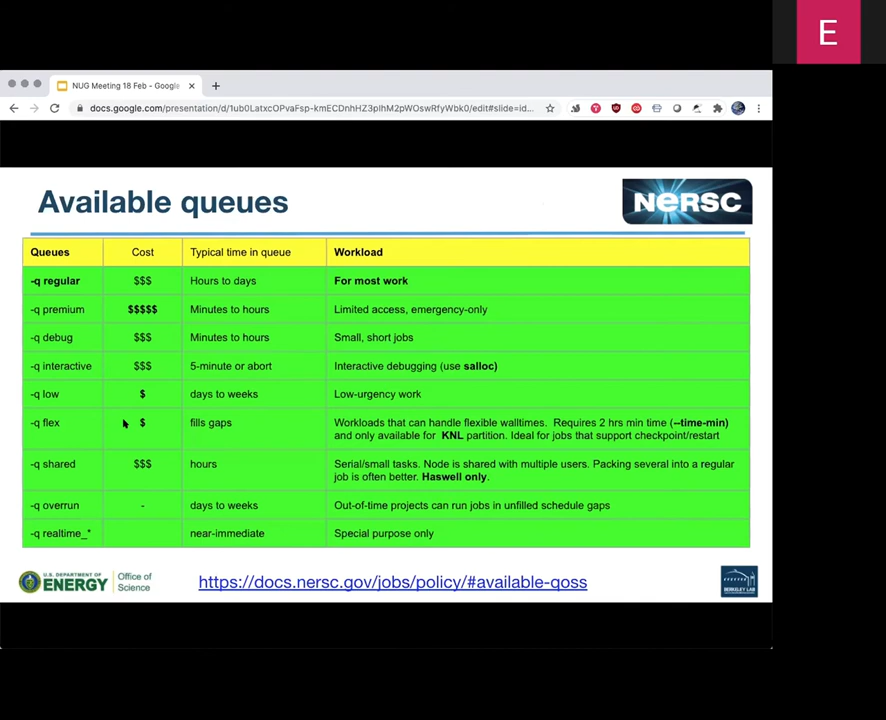 E
NUG Meeting 18 Feb - Google
docs.google.com/presentation/d/1ub0LatxcOPvaFsp-kmECDnhHZ3pIhM2pWOswRfyWbk0/edit#slide=id...
Available queues
NERSC
Queues Cost Typical time in queue Workload
-q regular $$$ Hours to days For most work
-q premium $$$$$ Minutes to hours Limited access, emergency-only
-q debug $$$ Minutes to hours Small, short jobs
-q interactive $$$ 5-minute or abort Interactive debugging (use salloc)
-q low $ days to weeks Low-urgency work
-q flex $ fills gaps Workloads that can handle flexible walltimes. Requires 2 hrs min time (--time-min)
and only available for KNL partition. Ideal for jobs that support checkpoint/restart
-q shared $$$ hours Serial/small tasks. Node is shared with multiple users. Packing several into a regular
job is often better. Haswell only.
-q overrun - days to weeks Out-of-time projects can run jobs in unfilled schedule gaps
-q realtime_* near-immediate Special purpose only
U.S. DEPARTMENT OF
ENERGY
Office of
Science
https://docs.nersc.gov/jobs/policy/#available-qoss
BERKELEY LAB